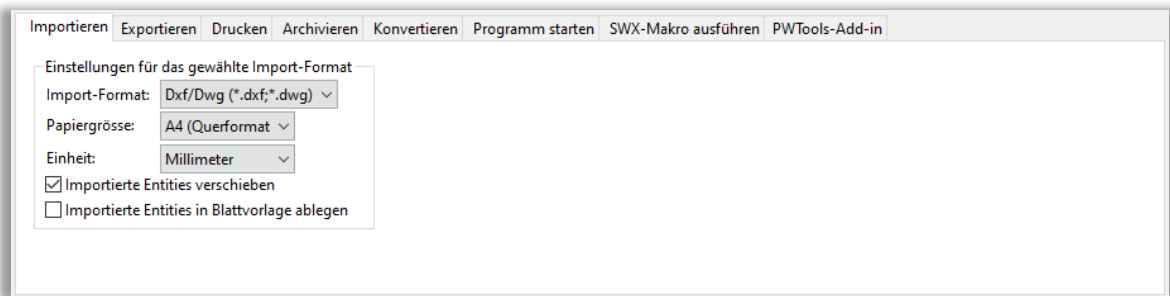 Importieren Exportieren Drucken Archivieren Konvertieren Programm starten SWX-Makro ausführen PWTools-Add-in
Einstellungen für das gewählte Import-Format
Import-Format: Dxf/Dwg (*.dxf;*.dwg)
Papiergrösse: A4 (Querformat
Einheit: Millimeter
Importierte Entities verschieben
Importierte Entities in Blattvorlage ablegen